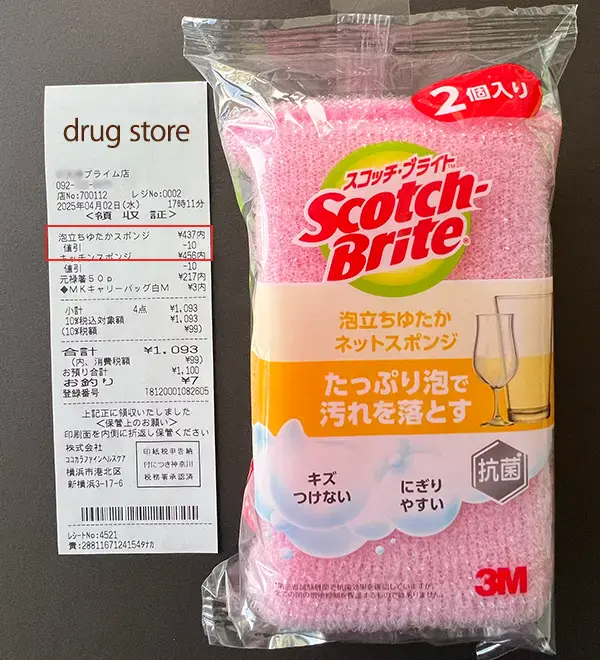 drug store
プライム店
092-
店No:700112 レジNo:0002
2025年04月02日(水) 17時11分
<領 収 証>
泡立ちゆたかスポンジ ¥437内
値引 -10
キッチンスポンジ ¥456内
値引 -10
元禄箸50p ¥217内
◆MKキャリーバッグ白M ¥3内
小計 4点 ¥1,093
10%税込対象額 ¥1,093
(10%税額 ¥99)
合計 ¥1,093
(内、消費税額 ¥99)
お預り合計 ¥1,100
お釣り ¥7
登録番号 T8120001082605
上記正に領収いたしました
<保管上のお願い>
印刷面を内側に折返し保管ください
株式会社
ココカラファインヘルスケア
横浜市港北区
新横浜3-17-6
印紙税申告納
付につき神奈川
税務署承認済
レシートNo:4521
責:2881167124154タナカ
2個入り
スコッチ・ブライト™
Scotch-
Brite®
泡立ちゆたか
ネットスポンジ
たっぷり泡で
汚れを落とす
キズ
つけない
にぎり
やすい
抗菌
3M